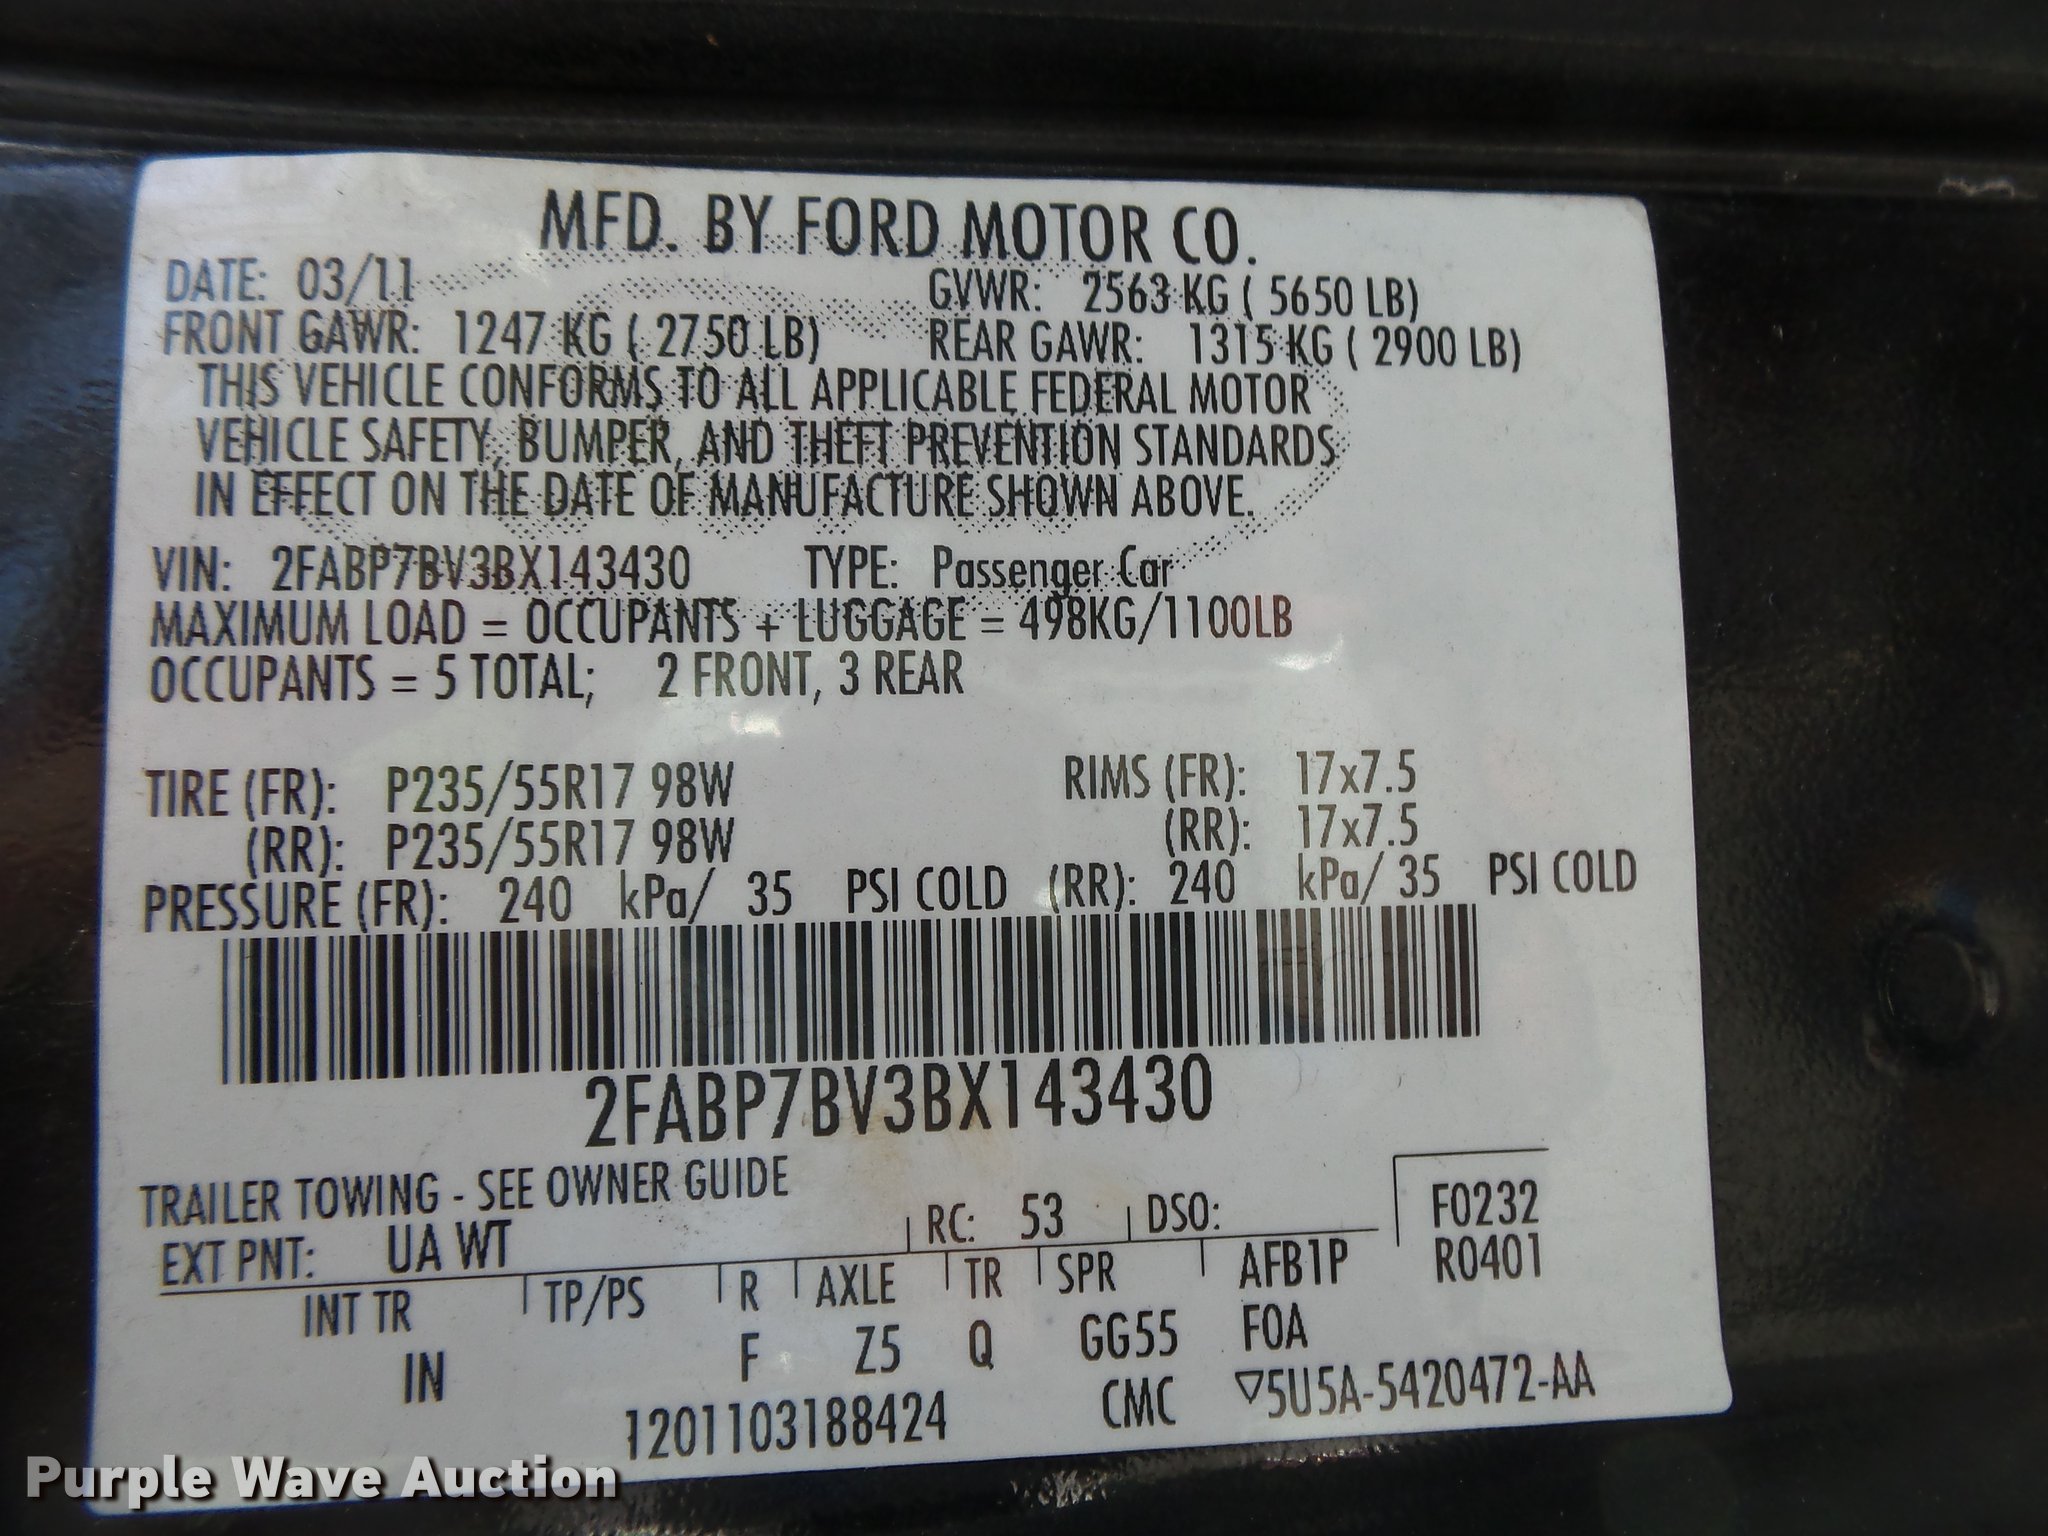 MFD. BY FORD MOTOR CO.
DATE: 03/11 GVWR: 2563 KG ( 5650 LB)
FRONT GAWR: 1247 KG ( 2750 LB) REAR GAWR: 1315 KG ( 2900 LB)
THIS VEHICLE CONFORMS TO ALL APPLICABLE FEDERAL MOTOR
VEHICLE SAFETY, BUMPER, AND THEFT PREVENTION STANDARDS
IN EFFECT ON THE DATE OF MANUFACTURE SHOWN ABOVE.
VIN: 2FABP7BV3BX143430 TYPE: Passenger Car
MAXIMUM LOAD = OCCUPANTS + LUGGAGE = 498KG/1100LB
OCCUPANTS = 5 TOTAL; 2 FRONT, 3 REAR
TIRE (FR): P235/55R17 98W RIMS (FR): 17x7.5
(RR): P235/55R17 98W (RR): 17x7.5
PRESSURE (FR): 240 kPa/ 35 PSI COLD (RR): 240 kPa/ 35 PSI COLD
2FABP7BV3BX143430
TRAILER TOWING - SEE OWNER GUIDE
EXT PNT: UA WT RC: 53 DSO: F0232
INT TR TP/PS R AXLE TR SPR AFB1P R0401
IN F Z5 Q GG55 FOA
1201103188424 CMC ▽5U5A-5420472-AA
Purple Wave Auction